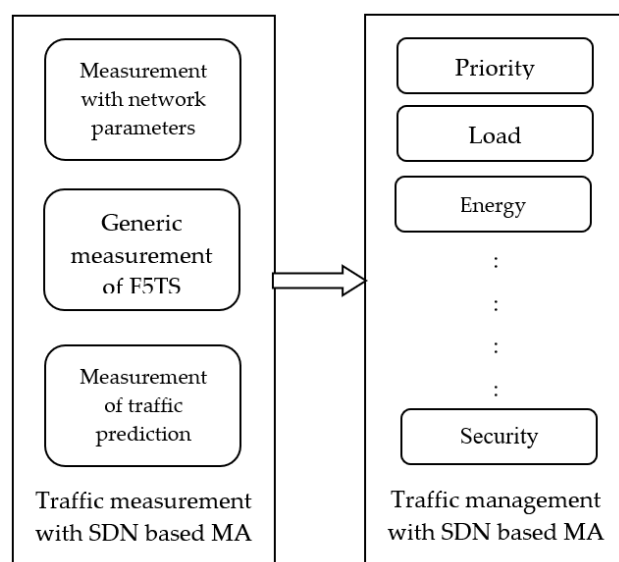 Measurement
with network
parameters
Generic
measurement
of F5TS
Measurement
of traffic
prediction
Traffic measurement
with SDN based MA
Priority
Load
Energy
:
:
:
:
Security
Traffic management
with SDN based MA